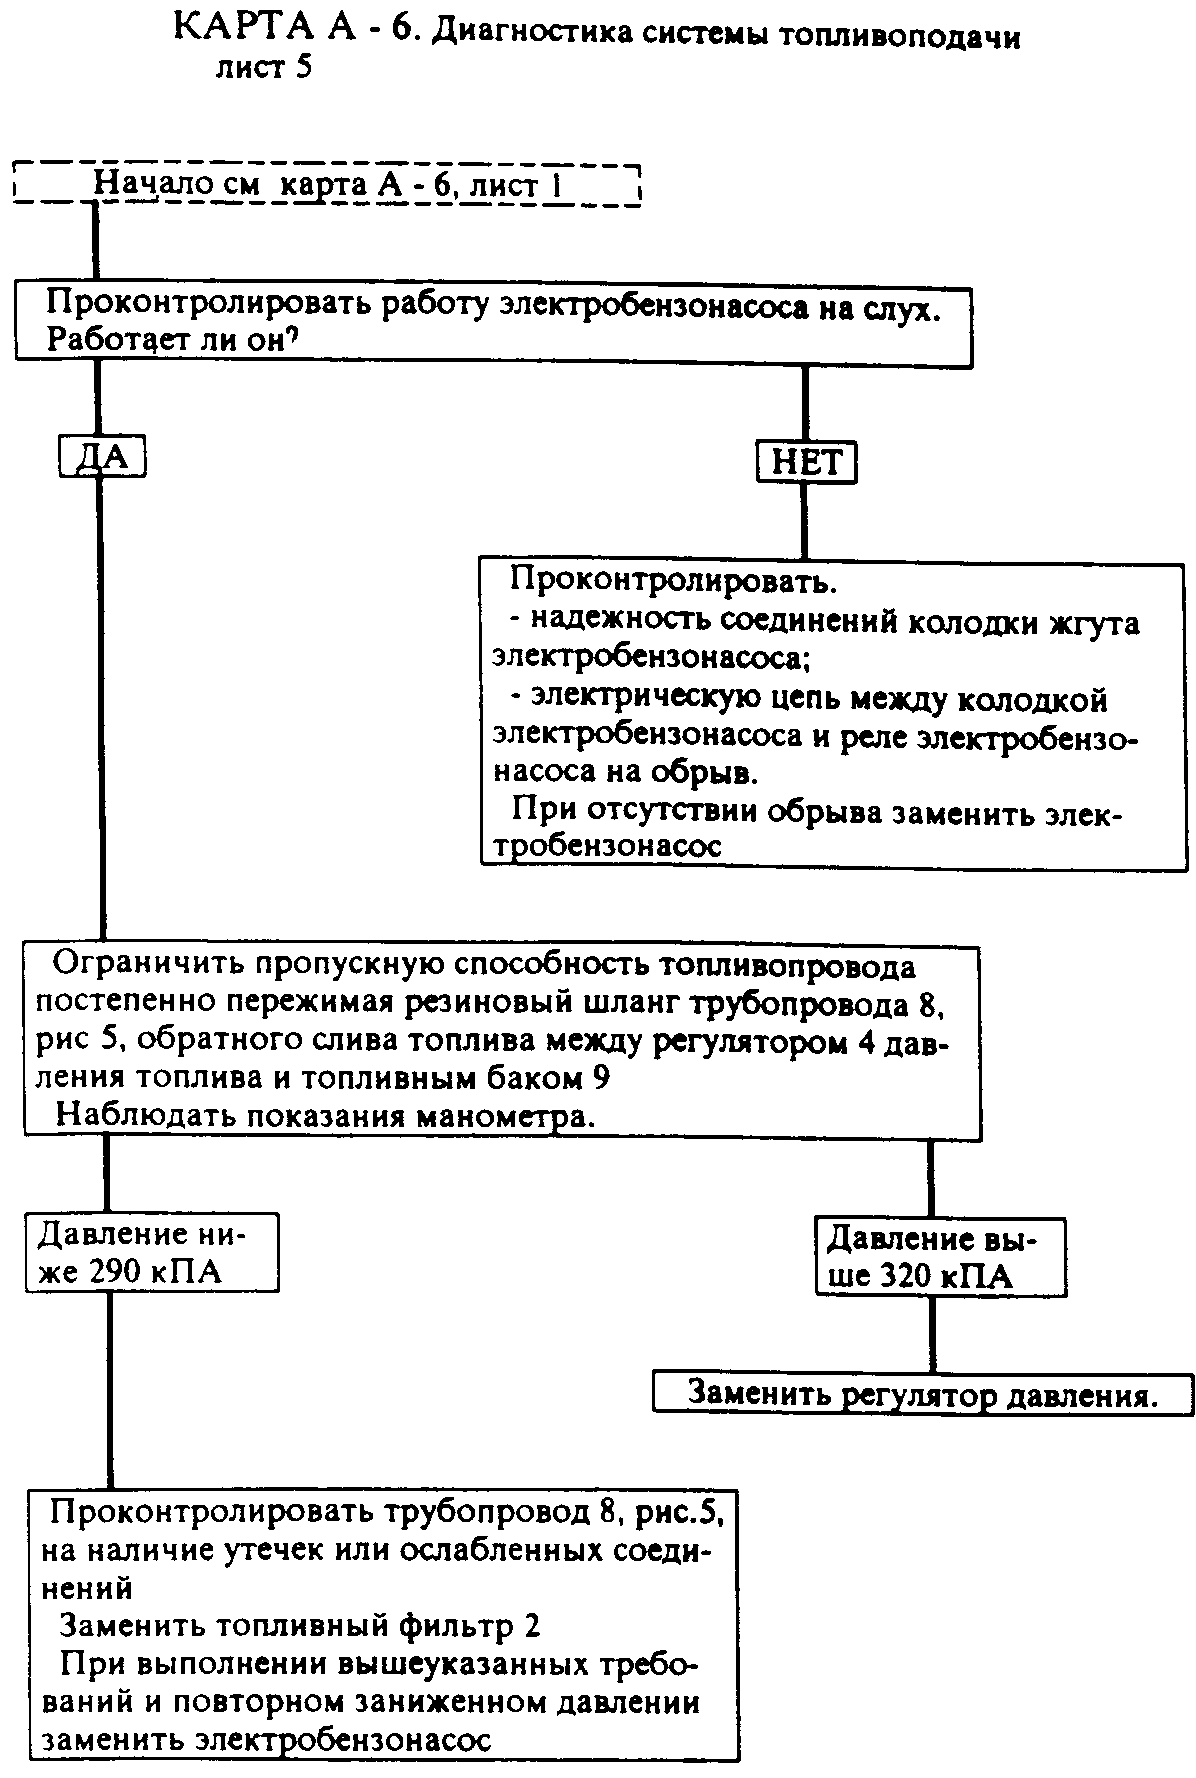 КАРТА А - 6. Диагностика системы топливоподачи
лист 5
Начало см карта А - 6, лист 1
Проконтролировать работу электробензонасоса на слух.
Работает ли он?
ДА
НЕТ
Проконтролировать.
- надежность соединений колодки жгута
электробензонасоса;
- электрическую цепь между колодкой
электробензонасоса и реле электробензо-
насоса на обрыв.
При отсутствии обрыва заменить элек-
тробензонасос
Ограничить пропускную способность топливопровода
постепенно пережимая резиновый шланг трубопровода 8,
рис 5, обратного слива топлива между регулятором 4 дав-
ления топлива и топливным баком 9
Наблюдать показания манометра.
Давление ни-
же 290 кПА
Давление вы-
ше 320 кПА
Заменить регулятор давления.
Проконтролировать трубопровод 8, рис.5,
на наличие утечек или ослабленных соеди-
нений
Заменить топливный фильтр 2
При выполнении вышеуказанных требо-
ваний и повторном заниженном давлении
заменить электробензонасос